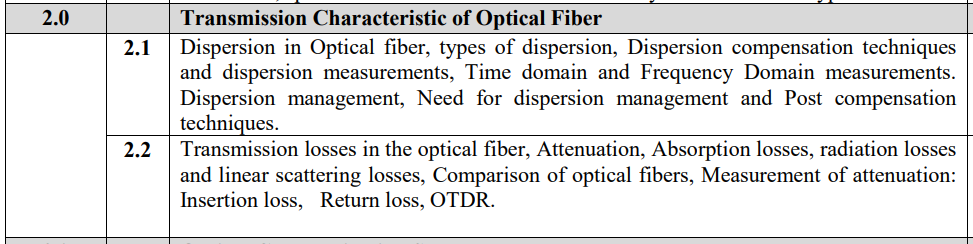 2.0 Transmission Characteristic of Optical Fiber
2.1 Dispersion in Optical fiber, types of dispersion, Dispersion compensation techniques
and dispersion measurements, Time domain and Frequency Domain measurements.
Dispersion management, Need for dispersion management and Post compensation
techniques.
2.2 Transmission losses in the optical fiber, Attenuation, Absorption losses, radiation losses
and linear scattering losses, Comparison of optical fibers, Measurement of attenuation:
Insertion loss, Return loss, OTDR.